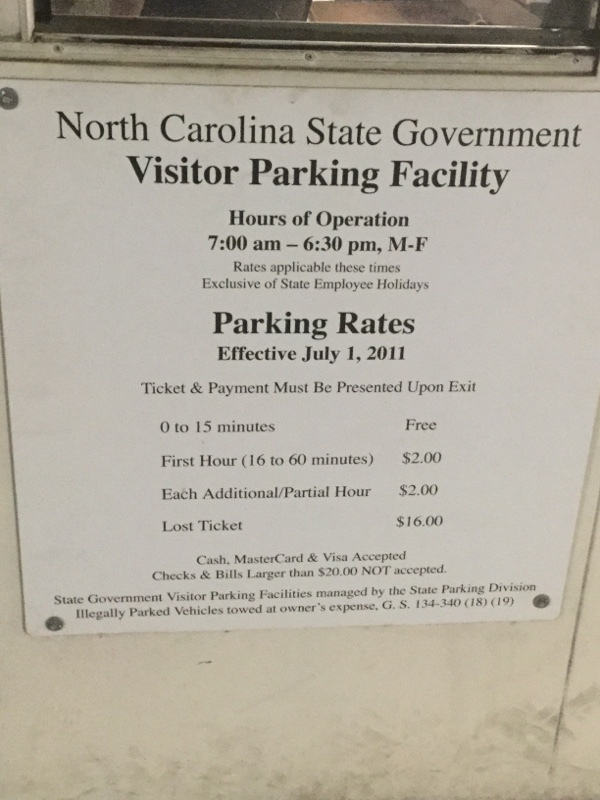 North Carolina State Government
Visitor Parking Facility
Hours of Operation
7:00 am – 6:30 pm, M-F
Rates applicable these times
Exclusive of State Employee Holidays
Parking Rates
Effective July 1, 2011
Ticket & Payment Must Be Presented Upon Exit
0 to 15 minutes Free
First Hour (16 to 60 minutes) $2.00
Each Additional/Partial Hour $2.00
Lost Ticket $16.00
Cash, MasterCard & Visa Accepted
Checks & Bills Larger than $20.00 NOT accepted.
State Government Visitor Parking Facilities managed by the State Parking Division
Illegally Parked Vehicles towed at owner's expense, G. S. 134-340 (18) (19)